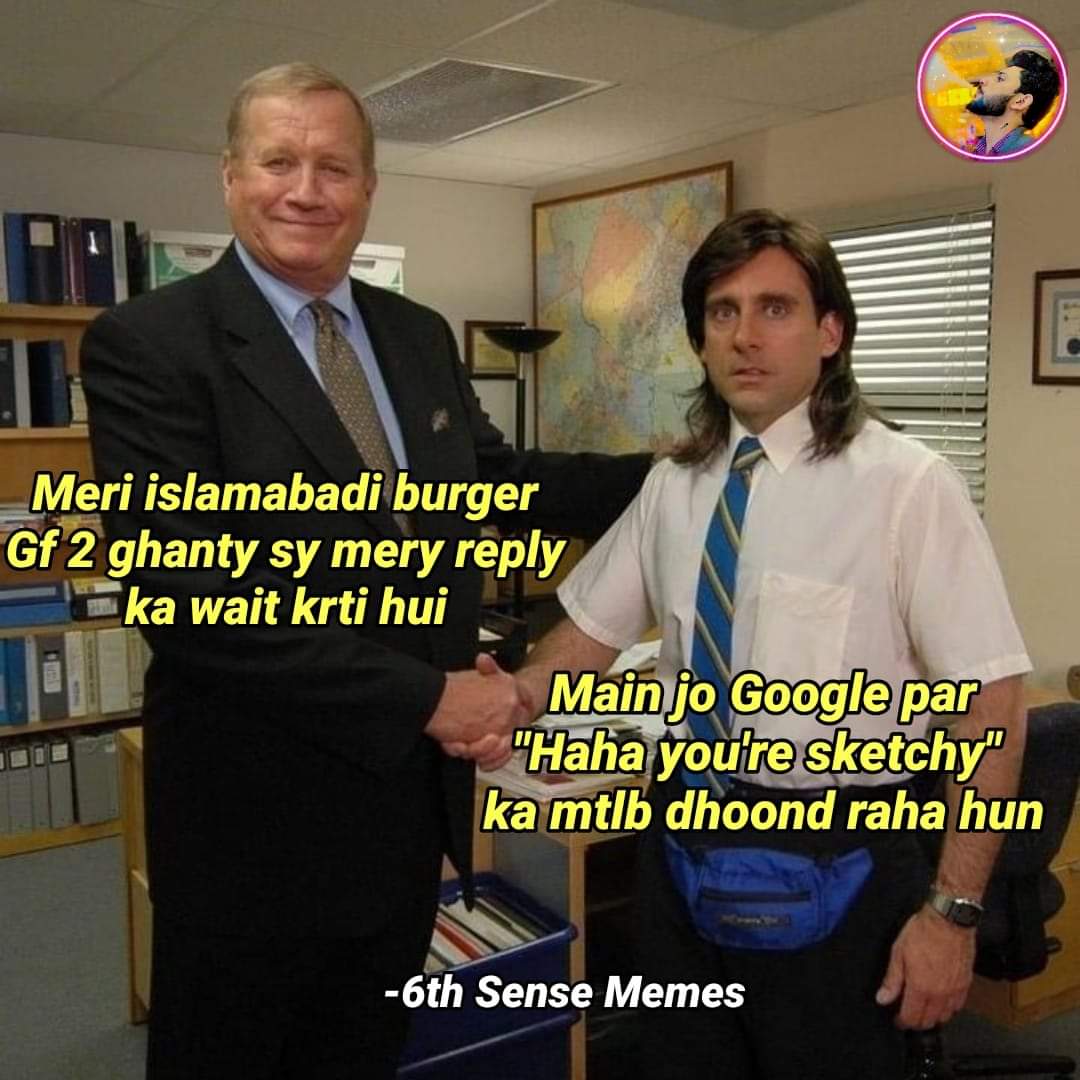 Meri islamabadi burger
Gf 2 ghanty sy mery reply
ka wait krti hui
Main jo Google par
"Haha you're sketchy"
ka mtlb dhoond raha hun
-6th Sense Memes